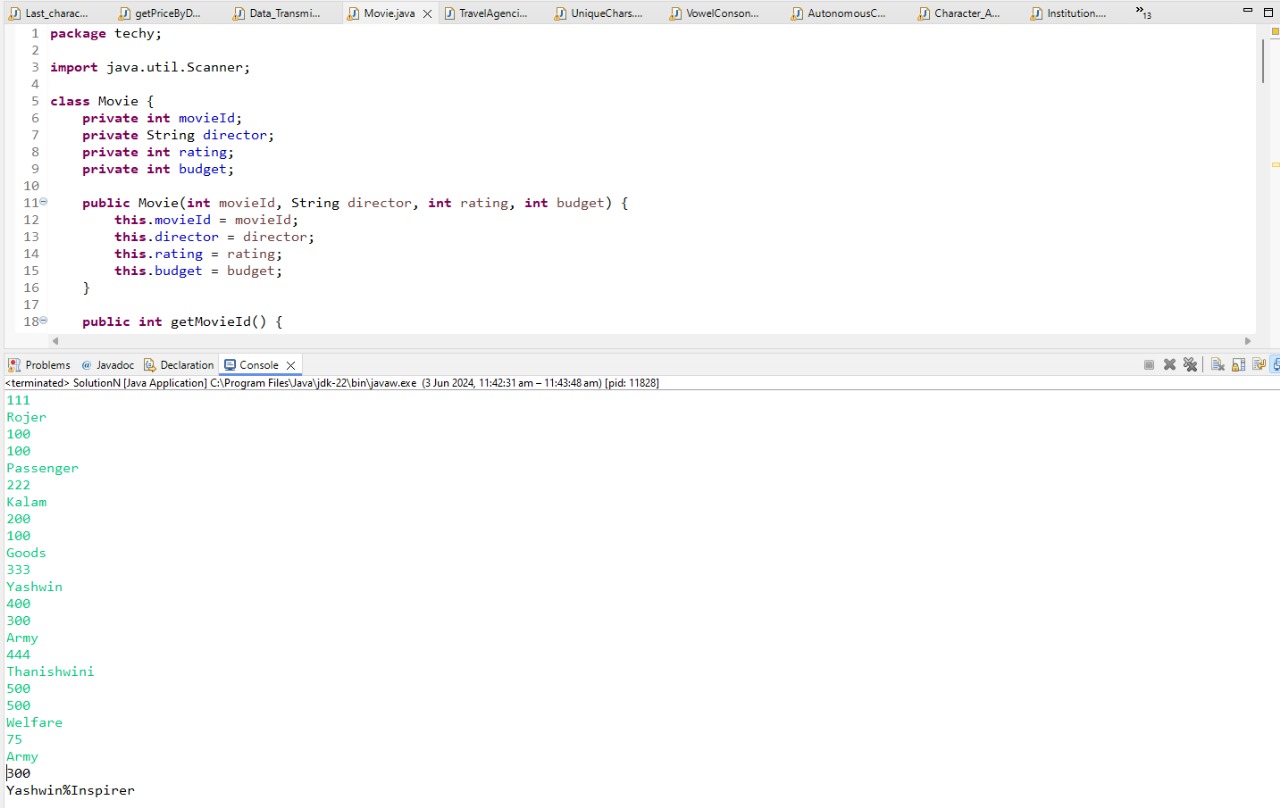 Last_charac... getPriceByD... Data_Transmi... Movie.java TravelAgenci... UniqueChars.... VowelConson... AutonomousC... Character_A... Institution.... »13
1 package techy;
2
3 import java.util.Scanner;
4
5 class Movie {
6 private int movieId;
7 private String director;
8 private int rating;
9 private int budget;
10
11 public Movie(int movieId, String director, int rating, int budget) {
12 this.movieId = movieId;
13 this.director = director;
14 this.rating = rating;
15 this.budget = budget;
16 }
17
18 public int getMovieId() {
Problems @ Javadoc Declaration Console
<terminated> SolutionN [Java Application] C:\Program Files\Java\jdk-22\bin\javaw.exe (3 Jun 2024, 11:42:31 am – 11:43:48 am) [pid: 11828]
111
Rojer
100
100
Passenger
222
Kalam
200
100
Goods
333
Yashwin
400
300
Army
444
Thanishwini
500
500
Welfare
75
Army
300
Yashwin%Inspirer